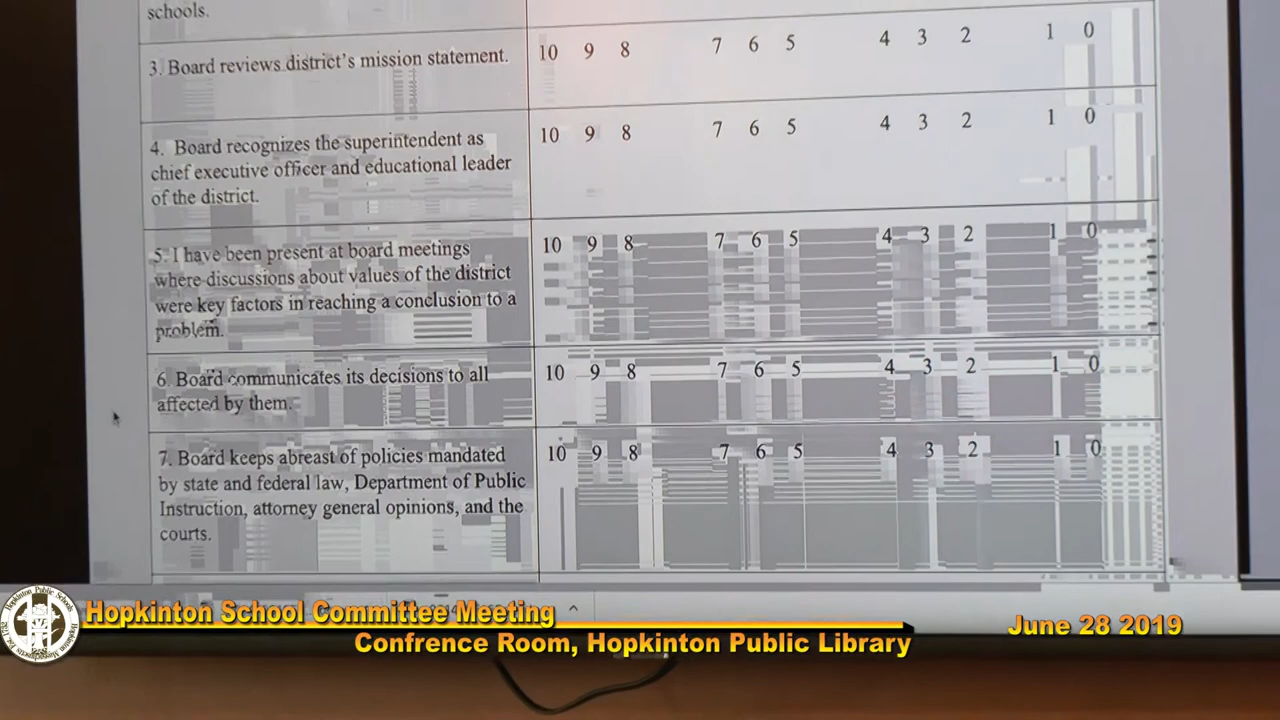 schools.
3. Board reviews district's mission statement.
10 9 8 7 6 5 4 3 2 1 0
4. Board recognizes the superintendent as
chief executive officer and educational leader
of the district.
10 9 8 7 6 5 4 3 2 1 0
5. I have been present at board meetings
where discussions about values of the district
were key factors in reaching a conclusion to a
problem.
10 9 8 7 6 5 4 3 2 1 0
6. Board communicates its decisions to all
affected by them.
10 9 8 7 6 5 4 3 2 1 0
7. Board keeps abreast of policies mandated
by state and federal law, Department of Public
Instruction, attorney general opinions, and the
courts.
10 9 8 7 6 5 4 3 2 1 0
Hopkinton School Committee Meeting
Confrence Room, Hopkinton Public Library
June 28 2019